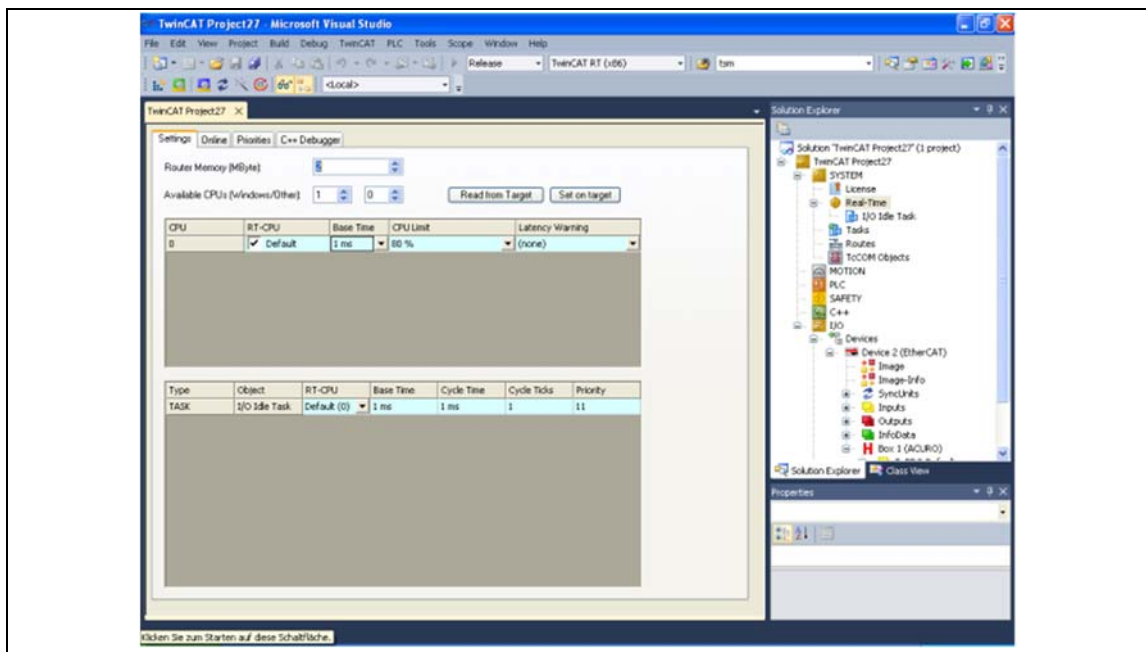 TwinCAT Project27 - Microsoft Visual Studio
File Edit View Project Build Debug TwinCAT PLC Tools Scope Window Help
Release TwinCAT RT (x86) tsm
<Local>
TwinCAT Project27
Settings Online Priorities C++ Debugger
Router Memory (MByte):
Available CPUs (Windows/Other): 1 0 Read from Target Set on target
CPU RT-CPU Base Time CPU Limit Latency Warning
0 Default 1 ms 80 % (none)
Type Object RT-CPU Base Time Cycle Time Cycle Ticks Priority
TASK I/O Idle Task Default (0) 1 ms 1 ms 1 11
Solution Explorer
Solution "TwinCAT Project27" (1 project)
TwinCAT Project27
SYSTEM
License
Real-Time
I/O Idle Task
Tasks
Routes
TcCOM Objects
MOTION
PLC
SAFETY
C++
I/O
Devices
Device 2 (EtherCAT)
Image
Image-Info
SyncUnits
Inputs
Outputs
InfoData
Box 1 (ACURO)
Solution Explorer Class View
Properties
Klicken Sie zum Starten auf diese Schaltfläche.